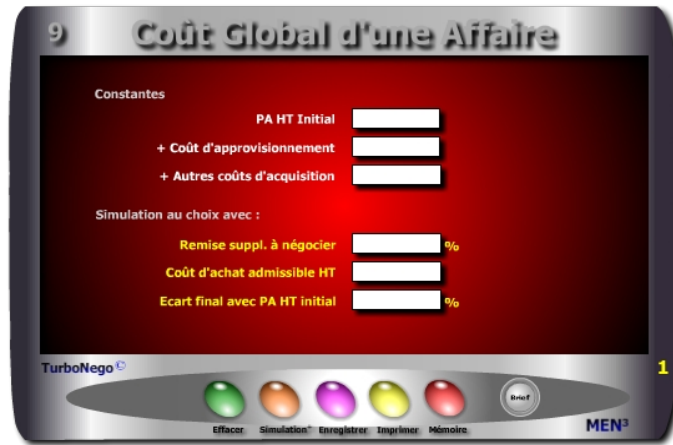 9 Coût Global d'une Affaire
Constantes
PA HT Initial
+ Coût d'approvisionnement
+ Autres coûts d'acquisition
Simulation au choix avec :
Remise suppl. à négocier %
Coût d'achat admissible HT
Ecart final avec PA HT initial %
TurboNego© 1
Brief
Effacer Simulation⁺ Enregistrer Imprimer Mémoire MEN³